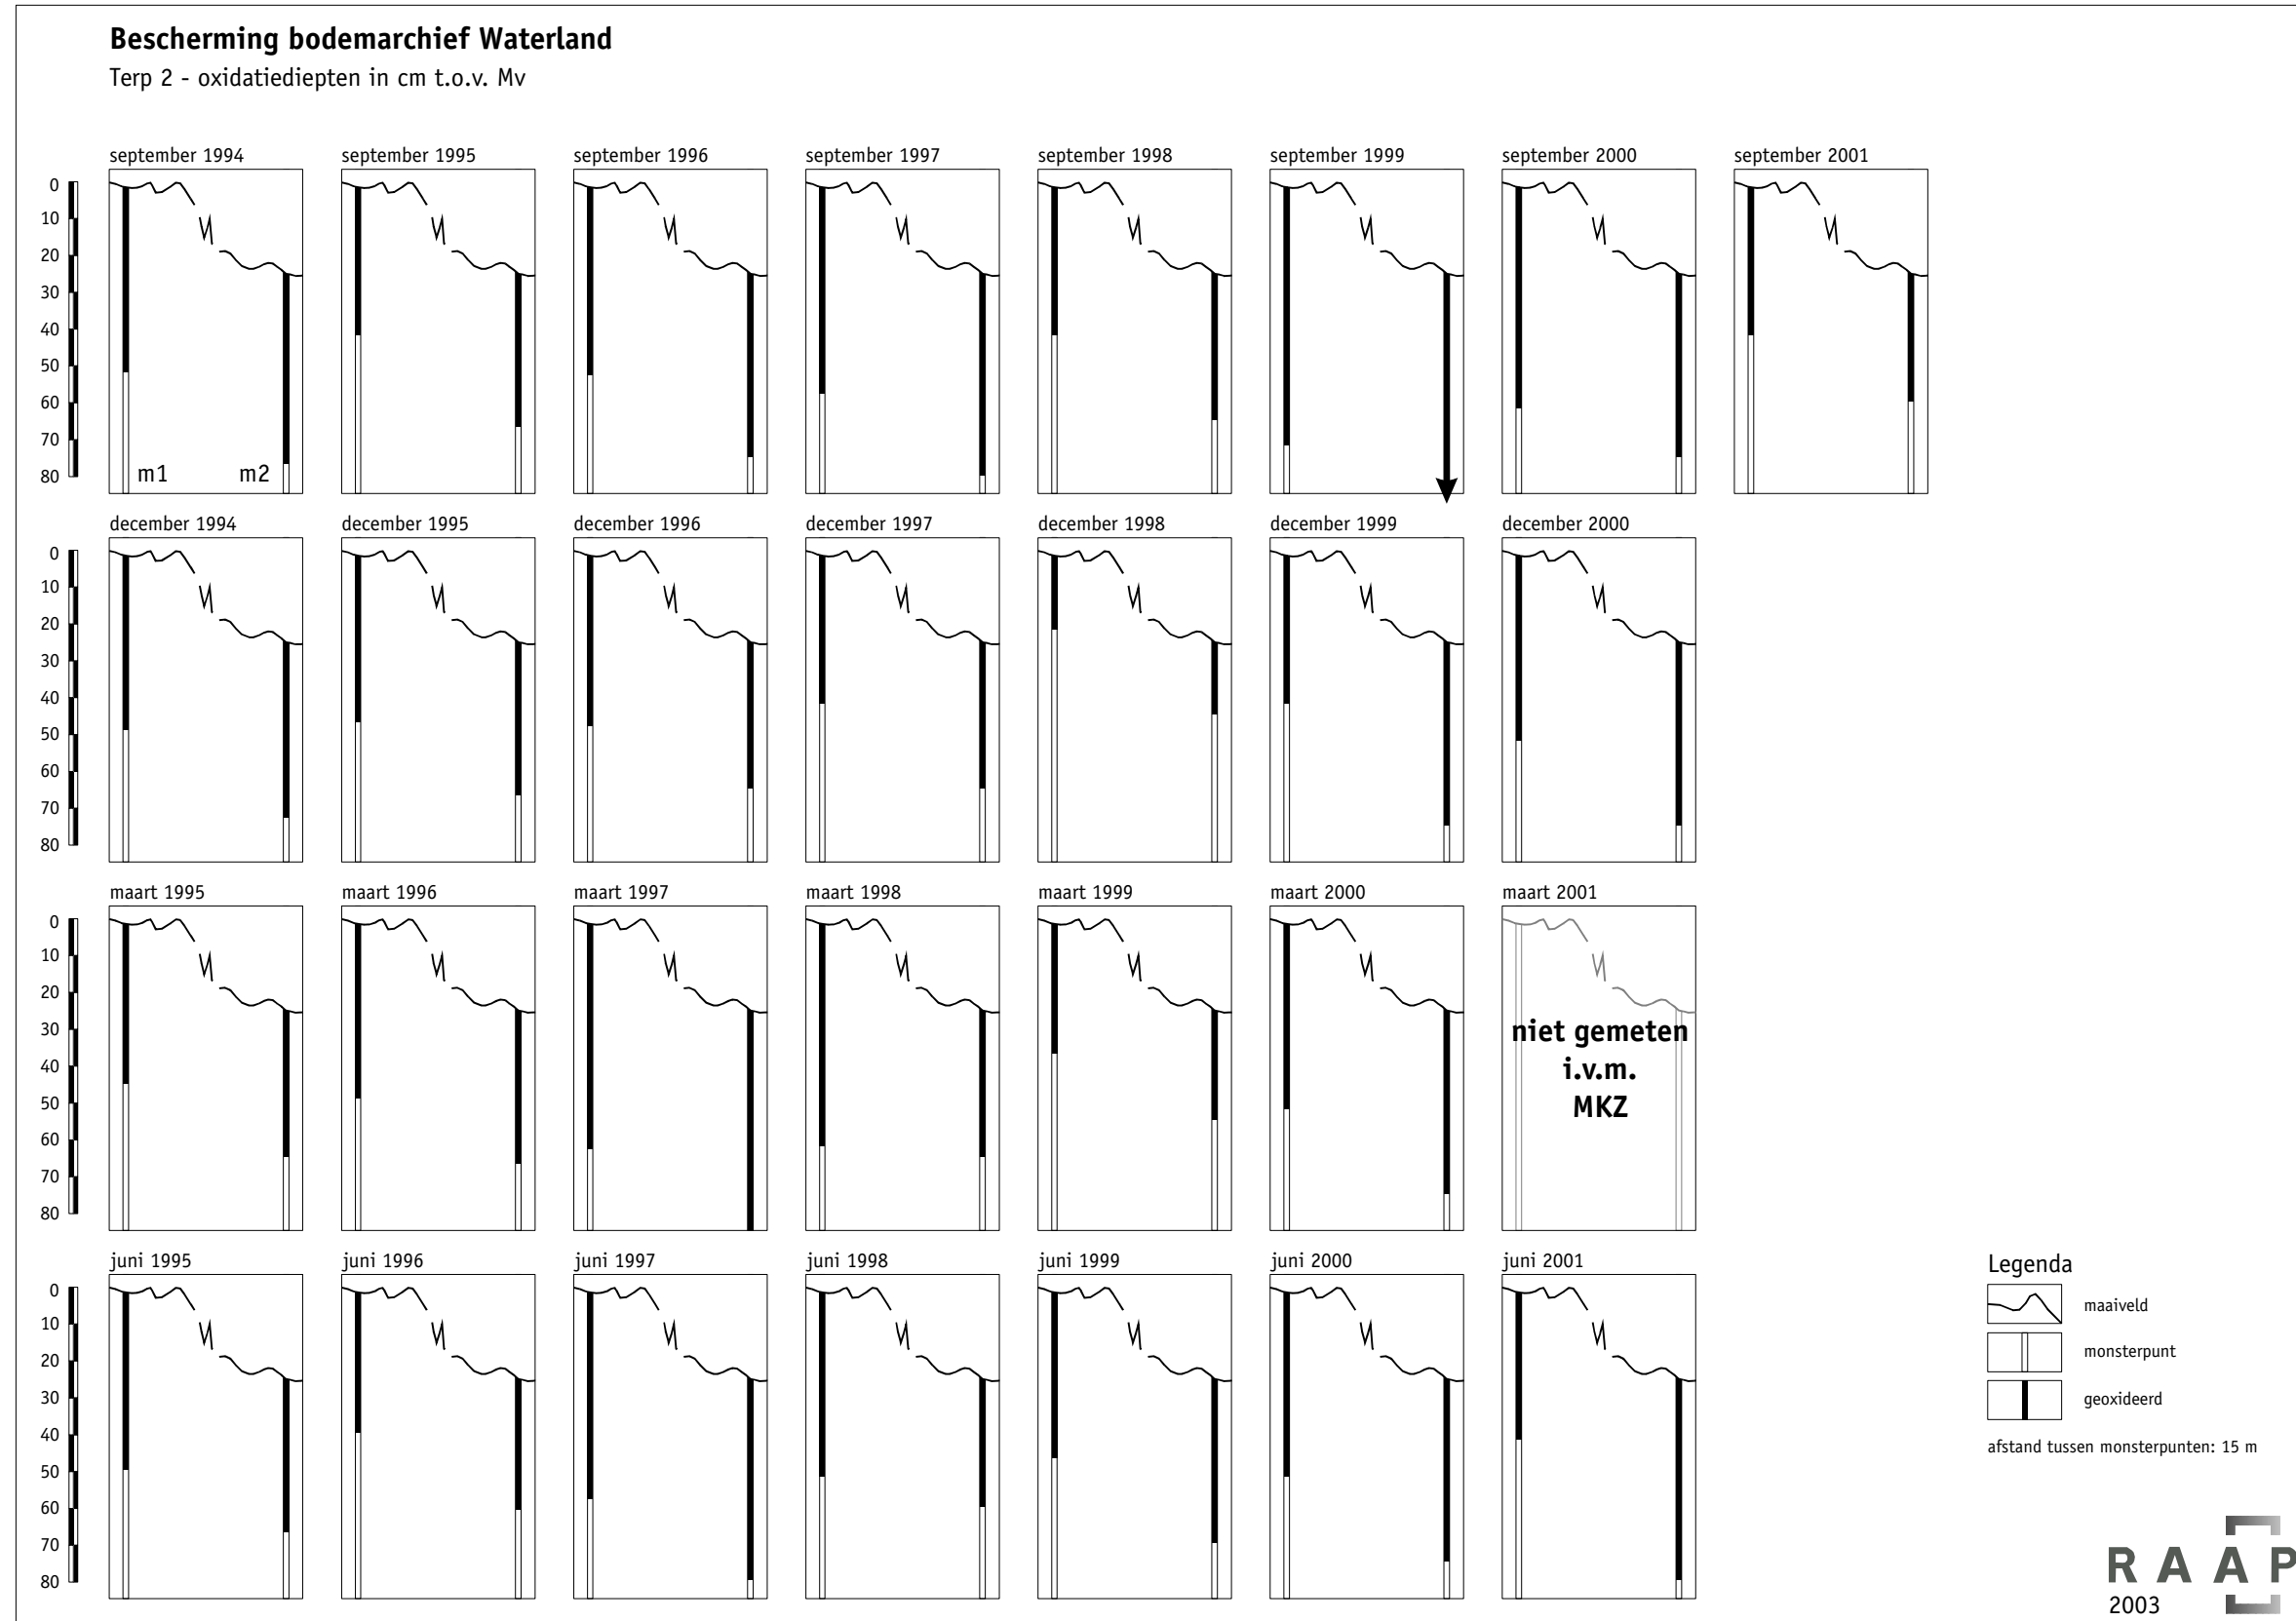 Bescherming bodemarchief Waterland
Terp 2 - oxidatiediepten in cm t.o.v. Mv
september 1994 september 1995 september 1996 september 1997 september 1998 september 1999 september 2000 september 2001
0
10
20
30
40
50
60
70
80
m1 m2
december 1994 december 1995 december 1996 december 1997 december 1998 december 1999 december 2000
0
10
20
30
40
50
60
70
80
maart 1995 maart 1996 maart 1997 maart 1998 maart 1999 maart 2000 maart 2001
0
10
20
30
40
50
60
70
80
niet gemeten
i.v.m.
MKZ
juni 1995 juni 1996 juni 1997 juni 1998 juni 1999 juni 2000 juni 2001
0
10
20
30
40
50
60
70
80
Legenda
maaiveld
monsterpunt
geoxideerd
afstand tussen monsterpunten: 15 m
RAAP
2003